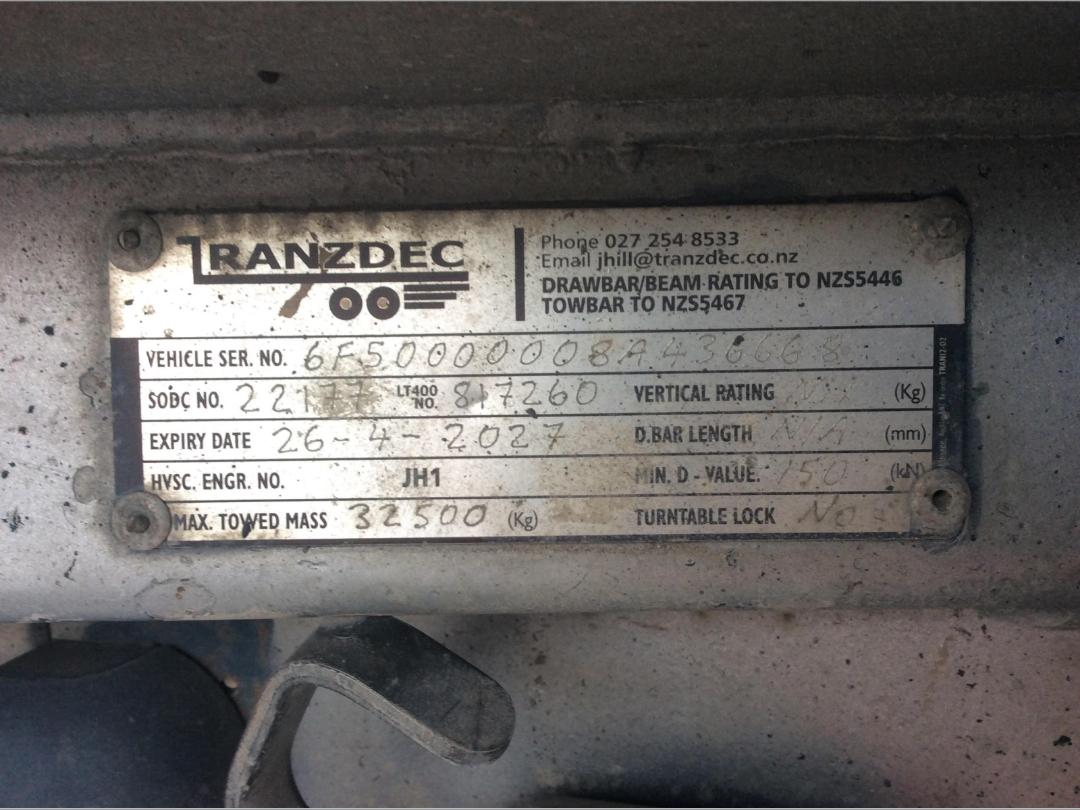 TRANZDEC
Phone 027 254 8533
Email jhill@tranzdec.co.nz
DRAWBAR/BEAM RATING TO NZS5446
TOWBAR TO NZS5467
VEHICLE SER. NO. 6F50000008A436668
SODC NO. 22177 LT400 NO. 817260 VERTICAL RATING (Kg)
EXPIRY DATE 26-4-2027 D.BAR LENGTH N/A (mm)
HVSC. ENGR. NO. JH1 MIN. D - VALUE. 150 (kN)
MAX. TOWED MASS 32500 (Kg) TURNTABLE LOCK No